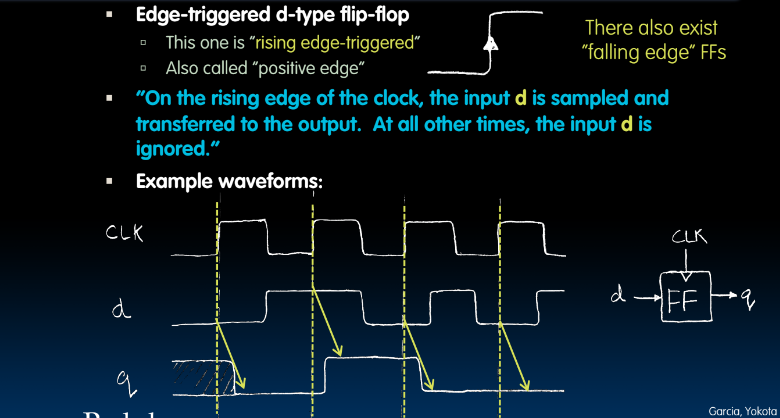 Edge-triggered d-type flip-flop
This one is "rising edge-triggered"
Also called "positive edge"
There also exist
"falling edge" FFs
"On the rising edge of the clock, the input d is sampled and
transferred to the output. At all other times, the input d is
ignored."
Example waveforms:
CLK
d
q
CLK
d
FF
q
Garcia, Yokota